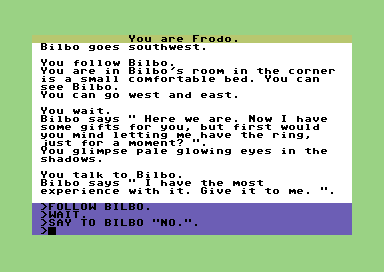 You are Frodo.
Bilbo goes southwest.
You follow Bilbo.
You are in Bilbo's room in the corner
is a small comfortable bed. You can
see Bilbo.
You can go west and east.
You wait.
Bilbo says " Here we are. Now I have
some gifts for you, but first would
you mind letting me have the ring,
just for a moment? ".
You glimpse pale glowing eyes in the
shadows.
You talk to Bilbo.
Bilbo says " I have the most
experience with it. Give it to me. ".
>FOLLOW BILBO.
>WAIT.
>SAY TO BILBO "NO.".
>